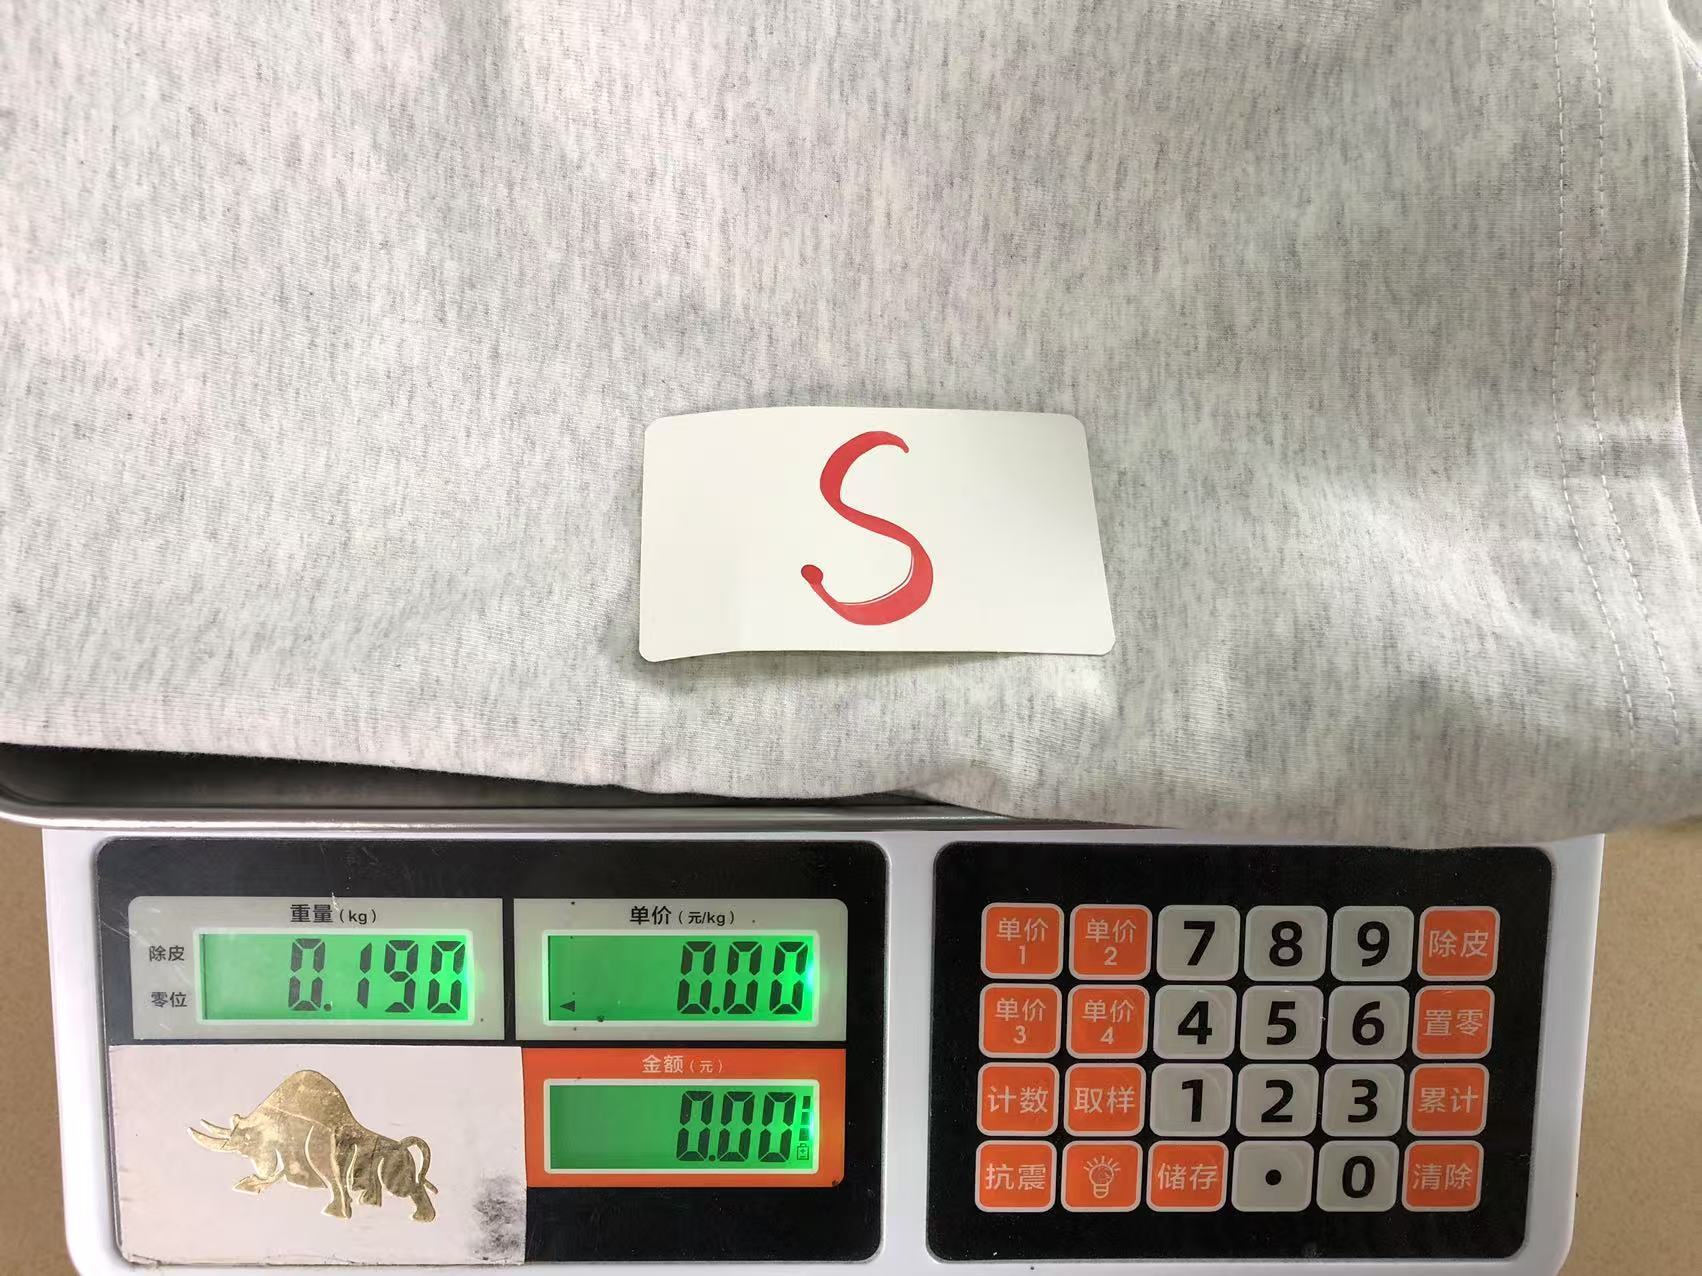 S
重量(kg)
单价(元/kg)
除皮
零位
0.190
0.00
金额(元)
0.00
单价1 单价2 7 8 9 除皮
单价3 单价4 4 5 6 置零
计数 取样 1 2 3 累计
抗震 储存 . 0 清除